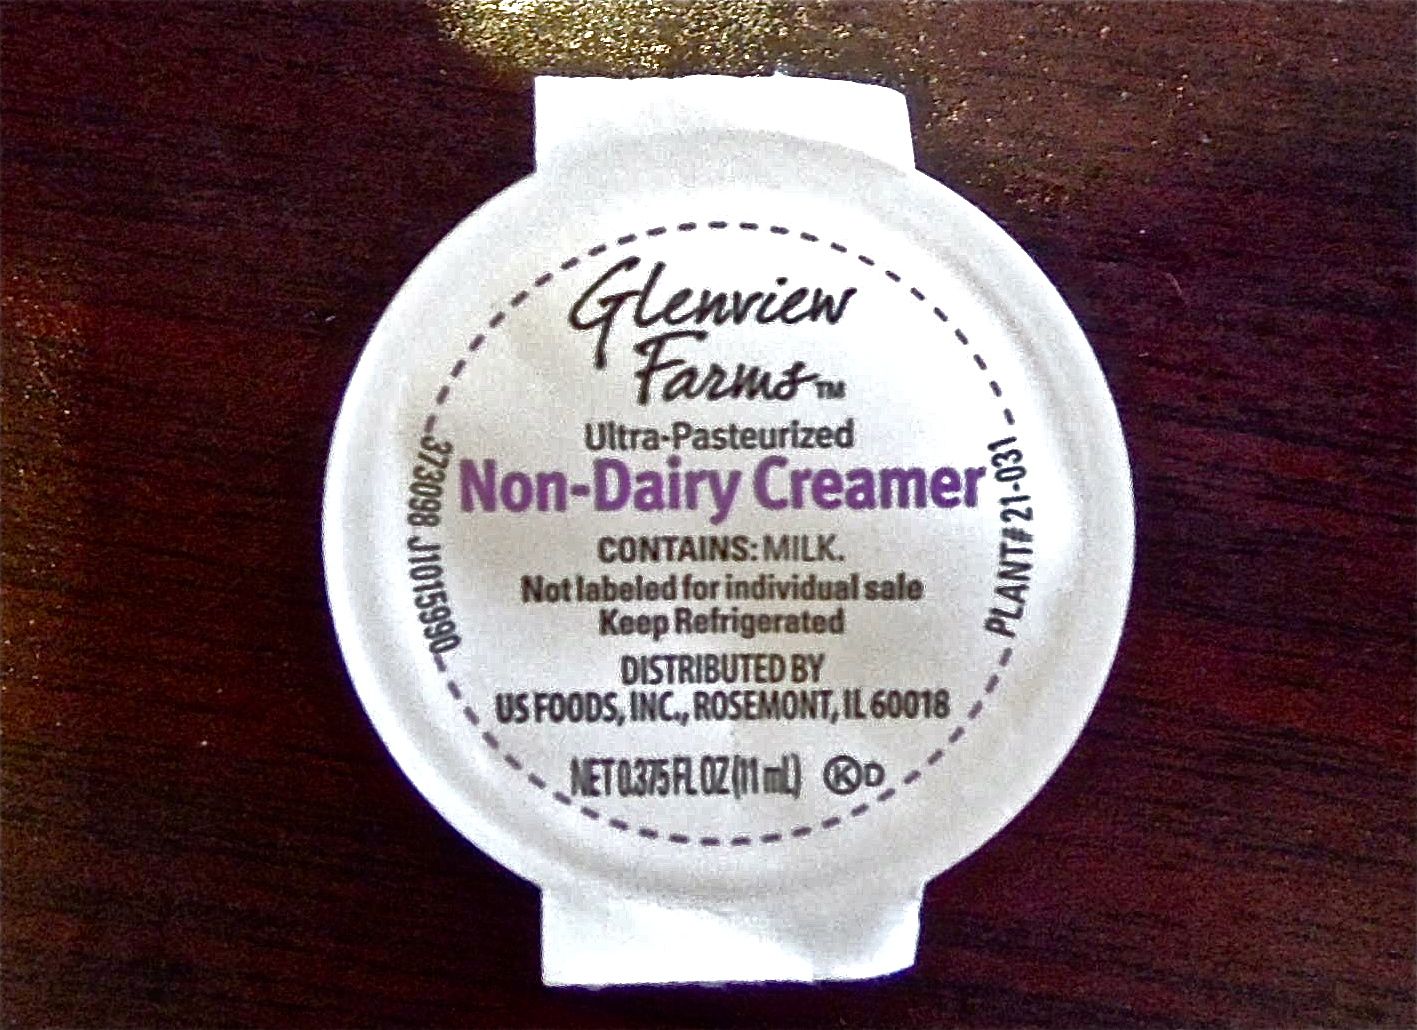 Glenview
Farms™
Ultra-Pasteurized
Non-Dairy Creamer
CONTAINS: MILK.
Not labeled for individual sale
Keep Refrigerated
DISTRIBUTED BY
US FOODS, INC., ROSEMONT, IL 60018
NET 0.375 FL OZ (11 mL) K D
373098 J1015990
PLANT# 21-031